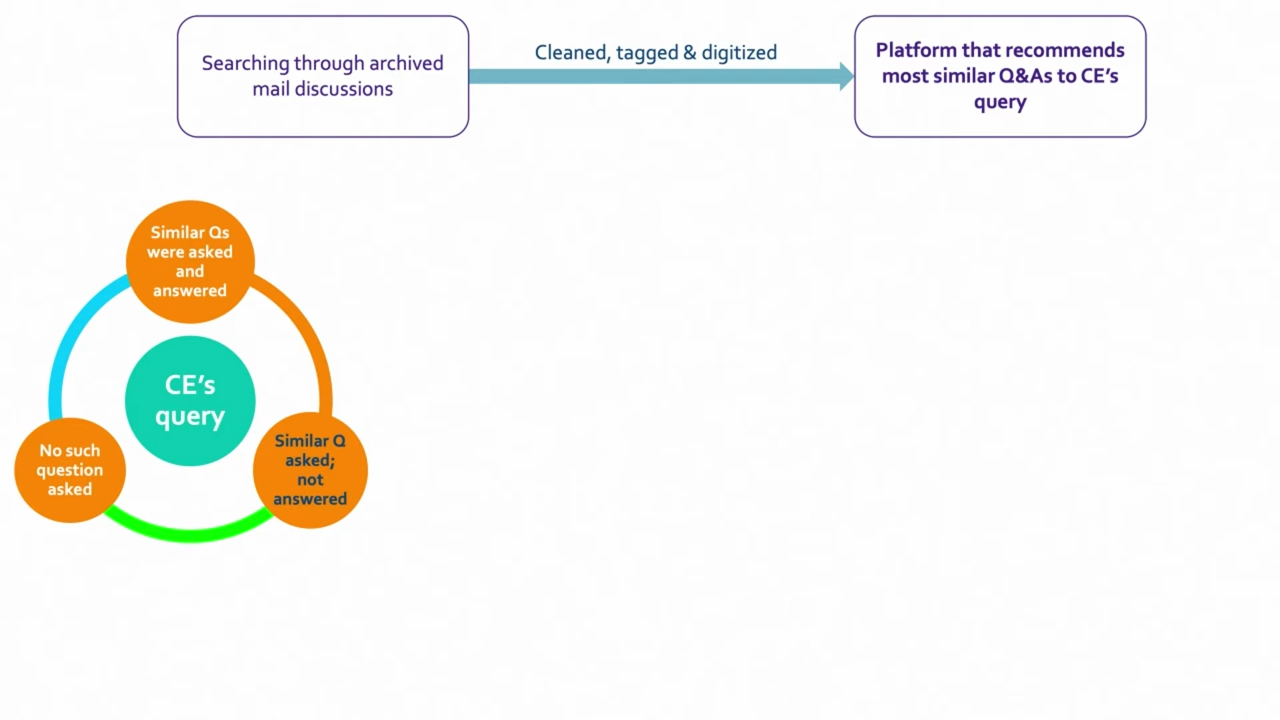 Searching through archived
mail discussions
Cleaned, tagged & digitized
Platform that recommends
most similar Q&As to CE's
query
Similar Qs
were asked
and
answered
CE's
query
No such
question
asked
Similar Q
asked;
not
answered